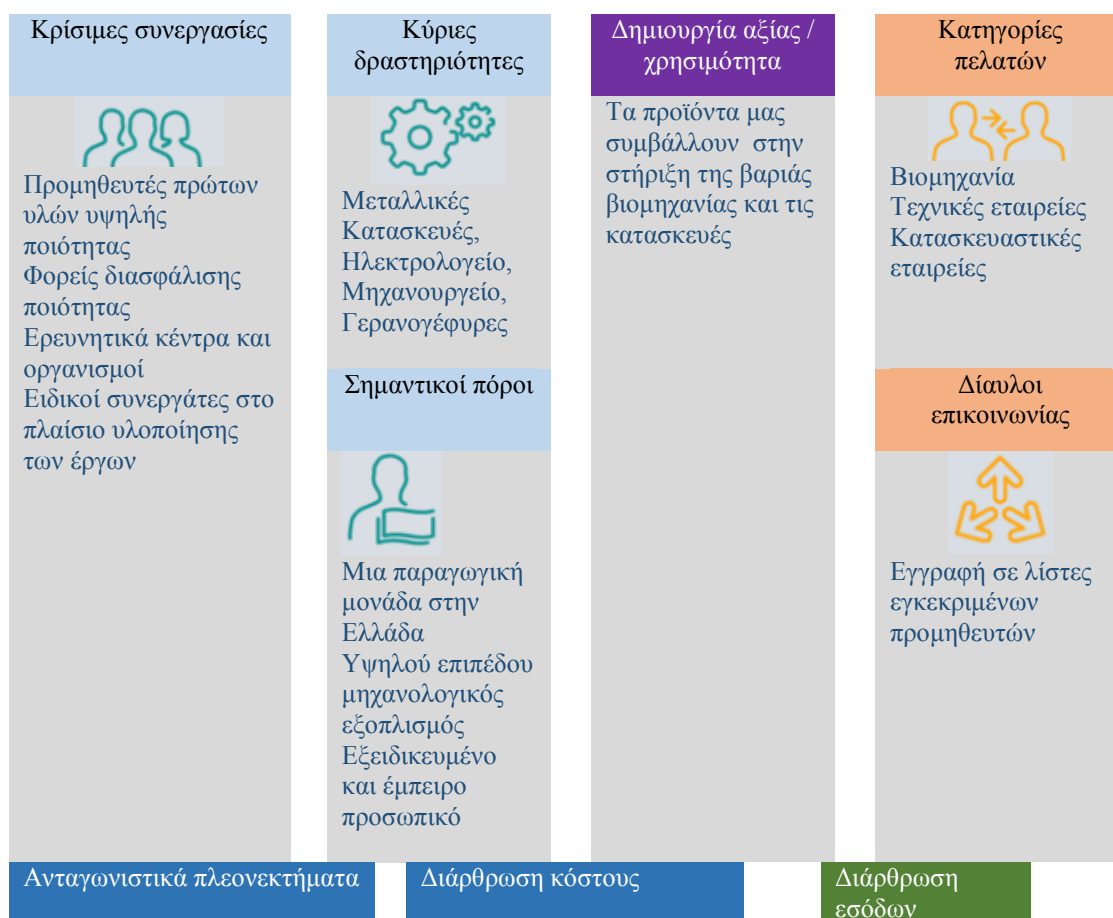 Κρίσιμες συνεργασίες
Προμηθευτές πρώτων
υλών υψηλής
ποιότητας
Φορείς διασφάλισης
ποιότητας
Ερευνητικά κέντρα και
οργανισμοί
Ειδικοί συνεργάτες στο
πλαίσιο υλοποίησης
των έργων
Κύριες
δραστηριότητες
Μεταλλικές
Κατασκευές,
Ηλεκτρολογείο,
Μηχανουργείο,
Γερανογέφυρες
Σημαντικοί πόροι
Μια παραγωγική
μονάδα στην
Ελλάδα
Υψηλού επιπέδου
μηχανολογικός
εξοπλισμός
Εξειδικευμένο
και έμπειρο
προσωπικό
Δημιουργία αξίας /
χρησιμότητα
Τα προϊόντα μας
συμβάλλουν στην
στήριξη της βαριάς
βιομηχανίας και τις
κατασκευές
Κατηγορίες
πελατών
Βιομηχανία
Τεχνικές εταιρείες
Κατασκευαστικές
εταιρείες
Δίαυλοι
επικοινωνίας
Εγγραφή σε λίστες
εγκεκριμένων
προμηθευτών
Ανταγωνιστικά πλεονεκτήματα
Διάρθρωση κόστους
Διάρθρωση
εσόδων